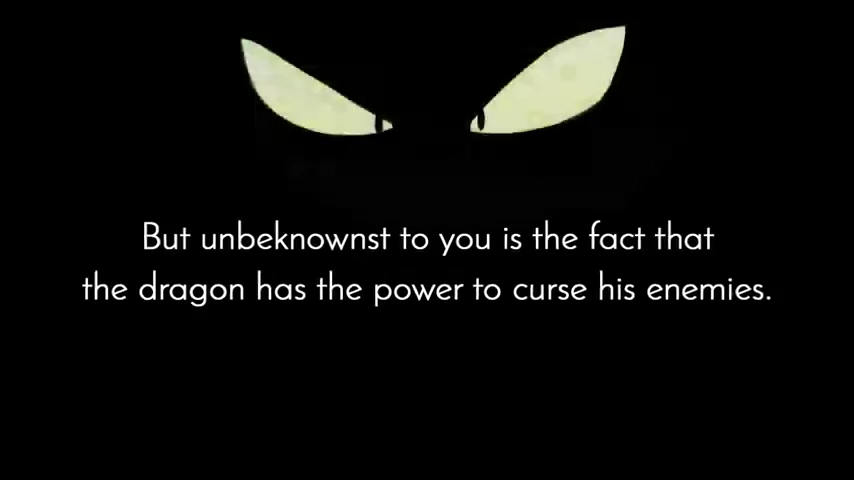 But unbeknownst to you is the fact that
the dragon has the power to curse his enemies.